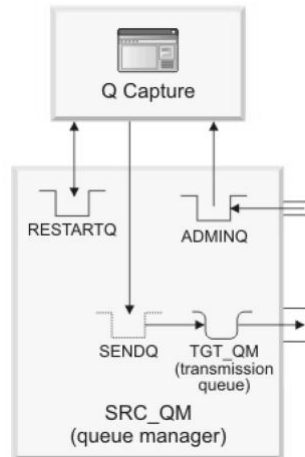 Q Capture
RESTARTQ
ADMINQ
SENDQ
TGT_QM
(transmission
queue)
SRC_QM
(queue manager)